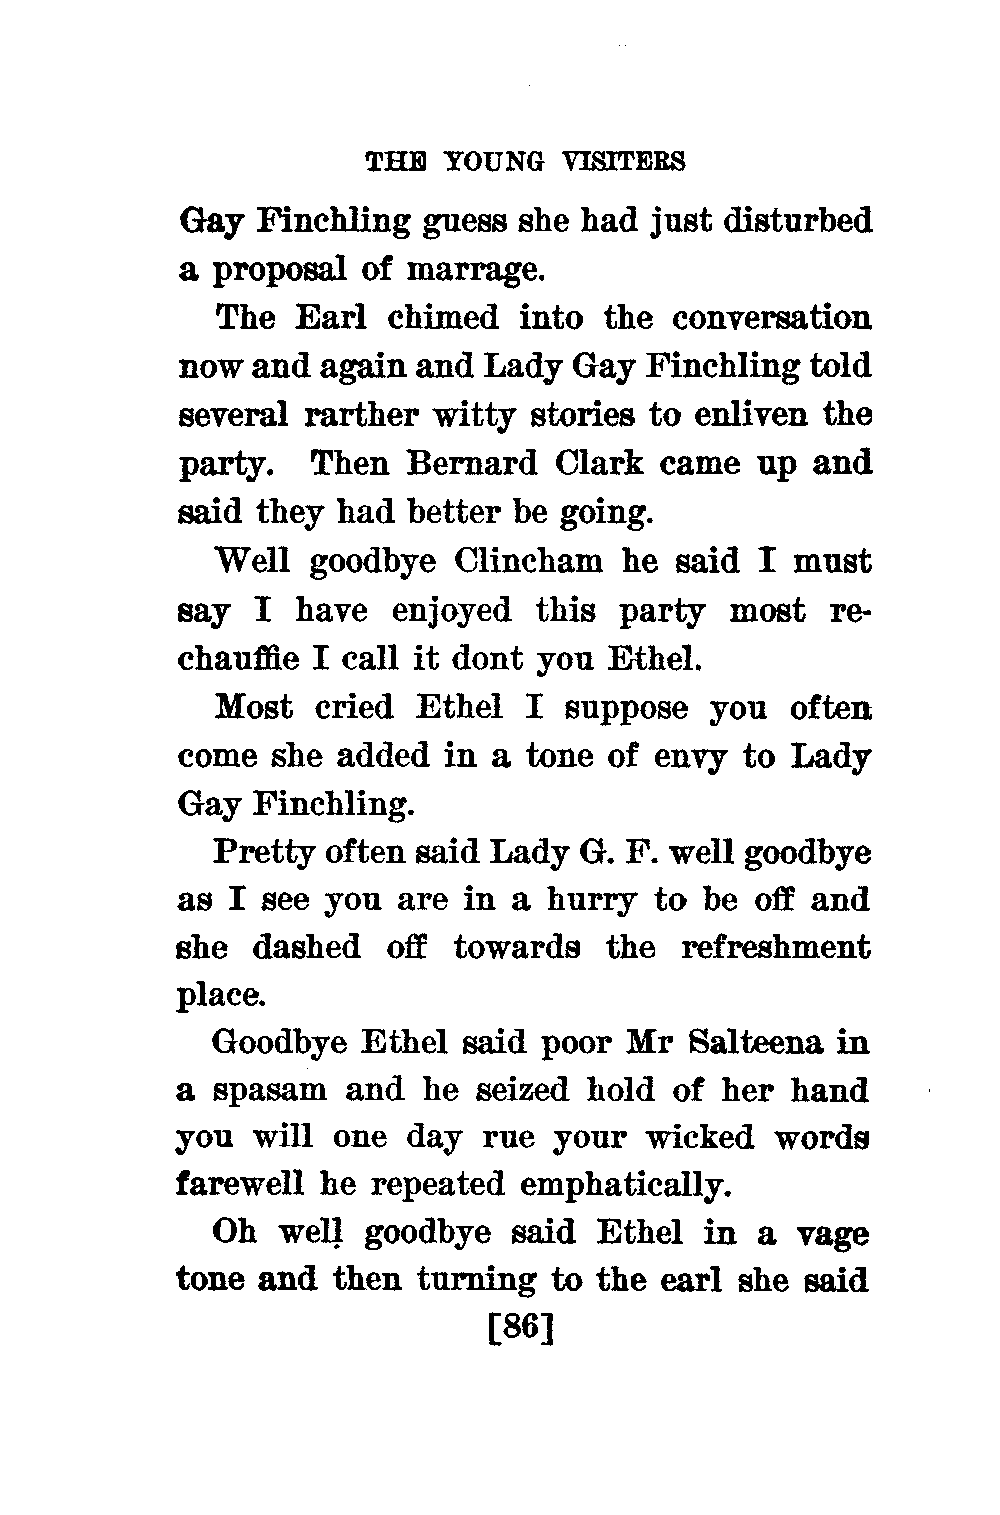 THE YOUNG VISITERS
Gay Finchling guess she had just disturbed
a proposal of marrage.
The Earl chimed into the conversation
now and again and Lady Gay Finchling told
several rarther witty stories to enliven the
party. Then Bernard Clark came up and
said they had better be going.
Well goodbye Clincham he said I must
say I have enjoyed this party most re-
chauffie I call it dont you Ethel.
Most cried Ethel I suppose you often
come she added in a tone of envy to Lady
Gay Finchling.
Pretty often said Lady G. F. well goodbye
as I see you are in a hurry to be off and
she dashed off towards the refreshment
place.
Goodbye Ethel said poor Mr Salteena in
a spasam and he seized hold of her hand
you will one day rue your wicked words
farewell he repeated emphatically.
Oh well goodbye said Ethel in a vage
tone and then turning to the earl she said
[86]